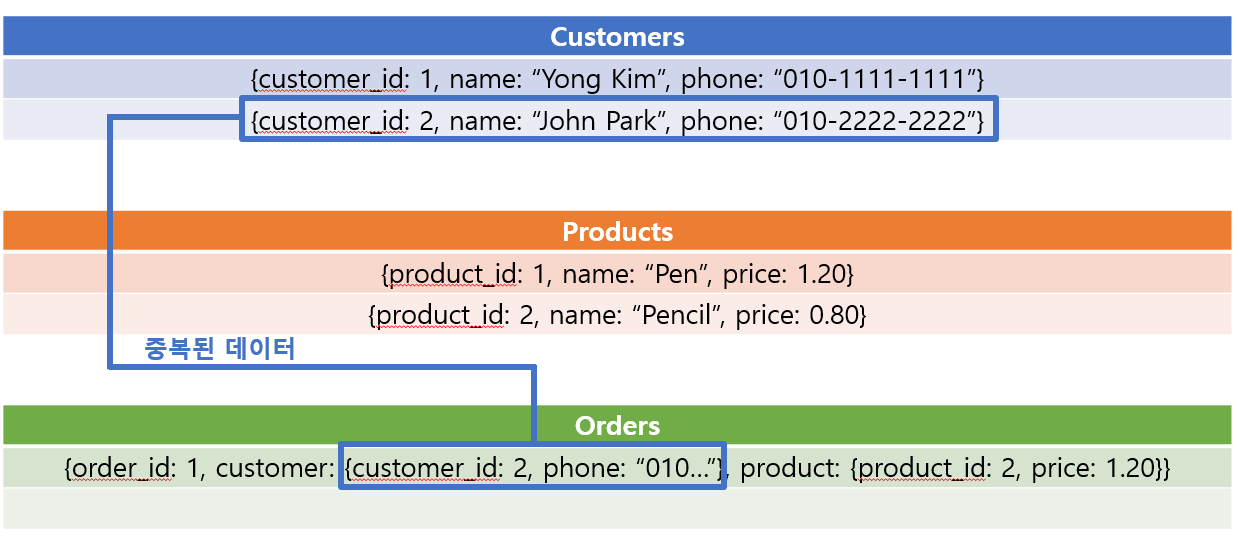 Customers
{customer_id: 1, name: “Yong Kim”, phone: “010-1111-1111”}
{customer_id: 2, name: “John Park”, phone: “010-2222-2222”}
Products
{product_id: 1, name: “Pen”, price: 1.20}
{product_id: 2, name: “Pencil”, price: 0.80}
중복된 데이터
Orders
{order_id: 1, customer: {customer_id: 2, phone: “010…”}, product: {product_id: 2, price: 1.20}}